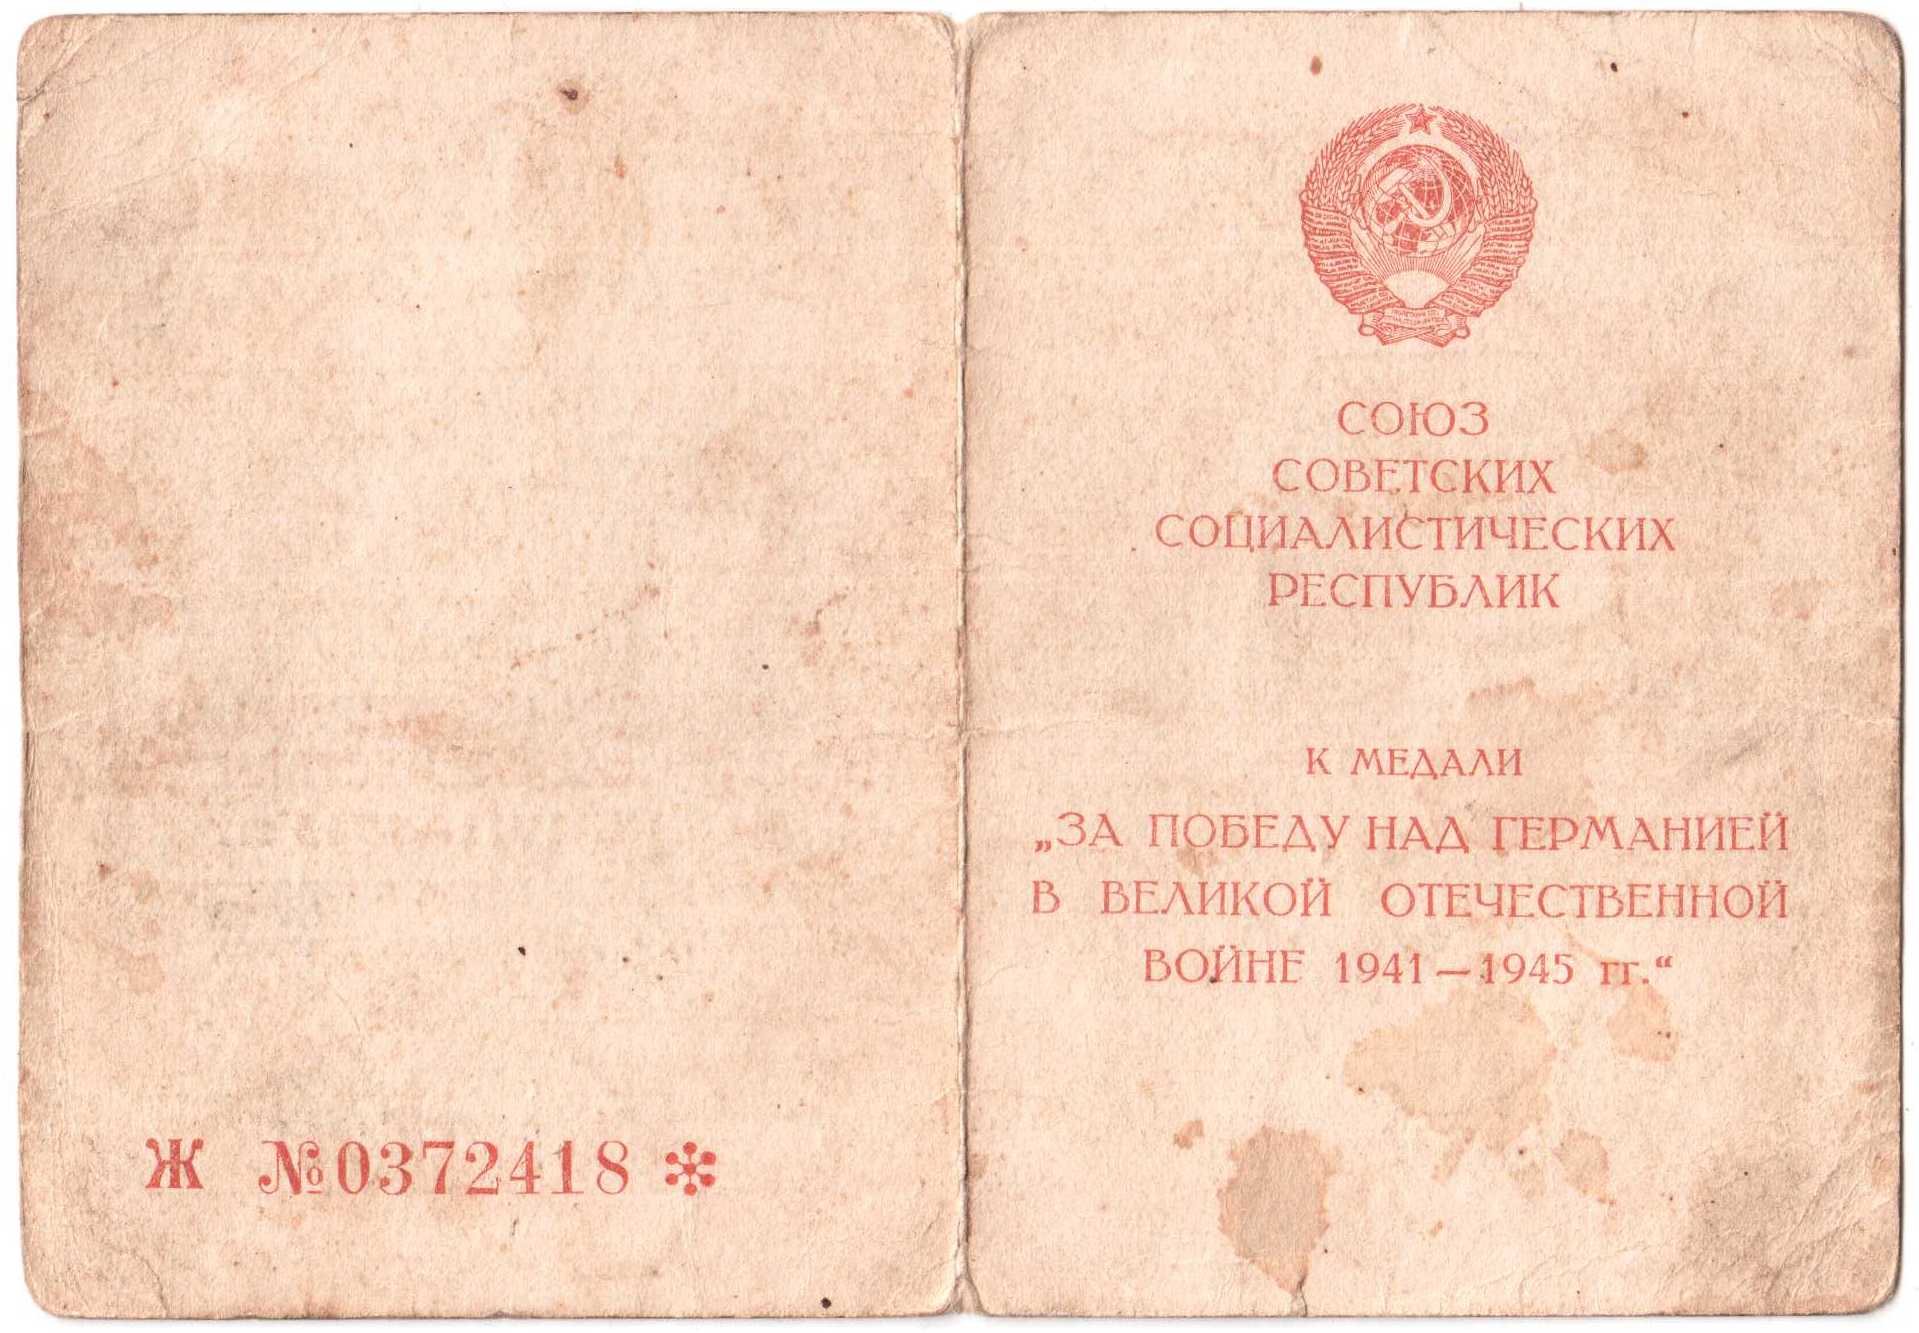 Ж №0372418
СОЮЗ
СОВЕТСКИХ
СОЦИАЛИСТИЧЕСКИХ
РЕСПУБЛИК
К МЕДАЛИ
„ЗА ПОБЕДУ НАД ГЕРМАНИЕЙ
В ВЕЛИКОЙ ОТЕЧЕСТВЕННОЙ
ВОЙНЕ 1941—1945 гг.“